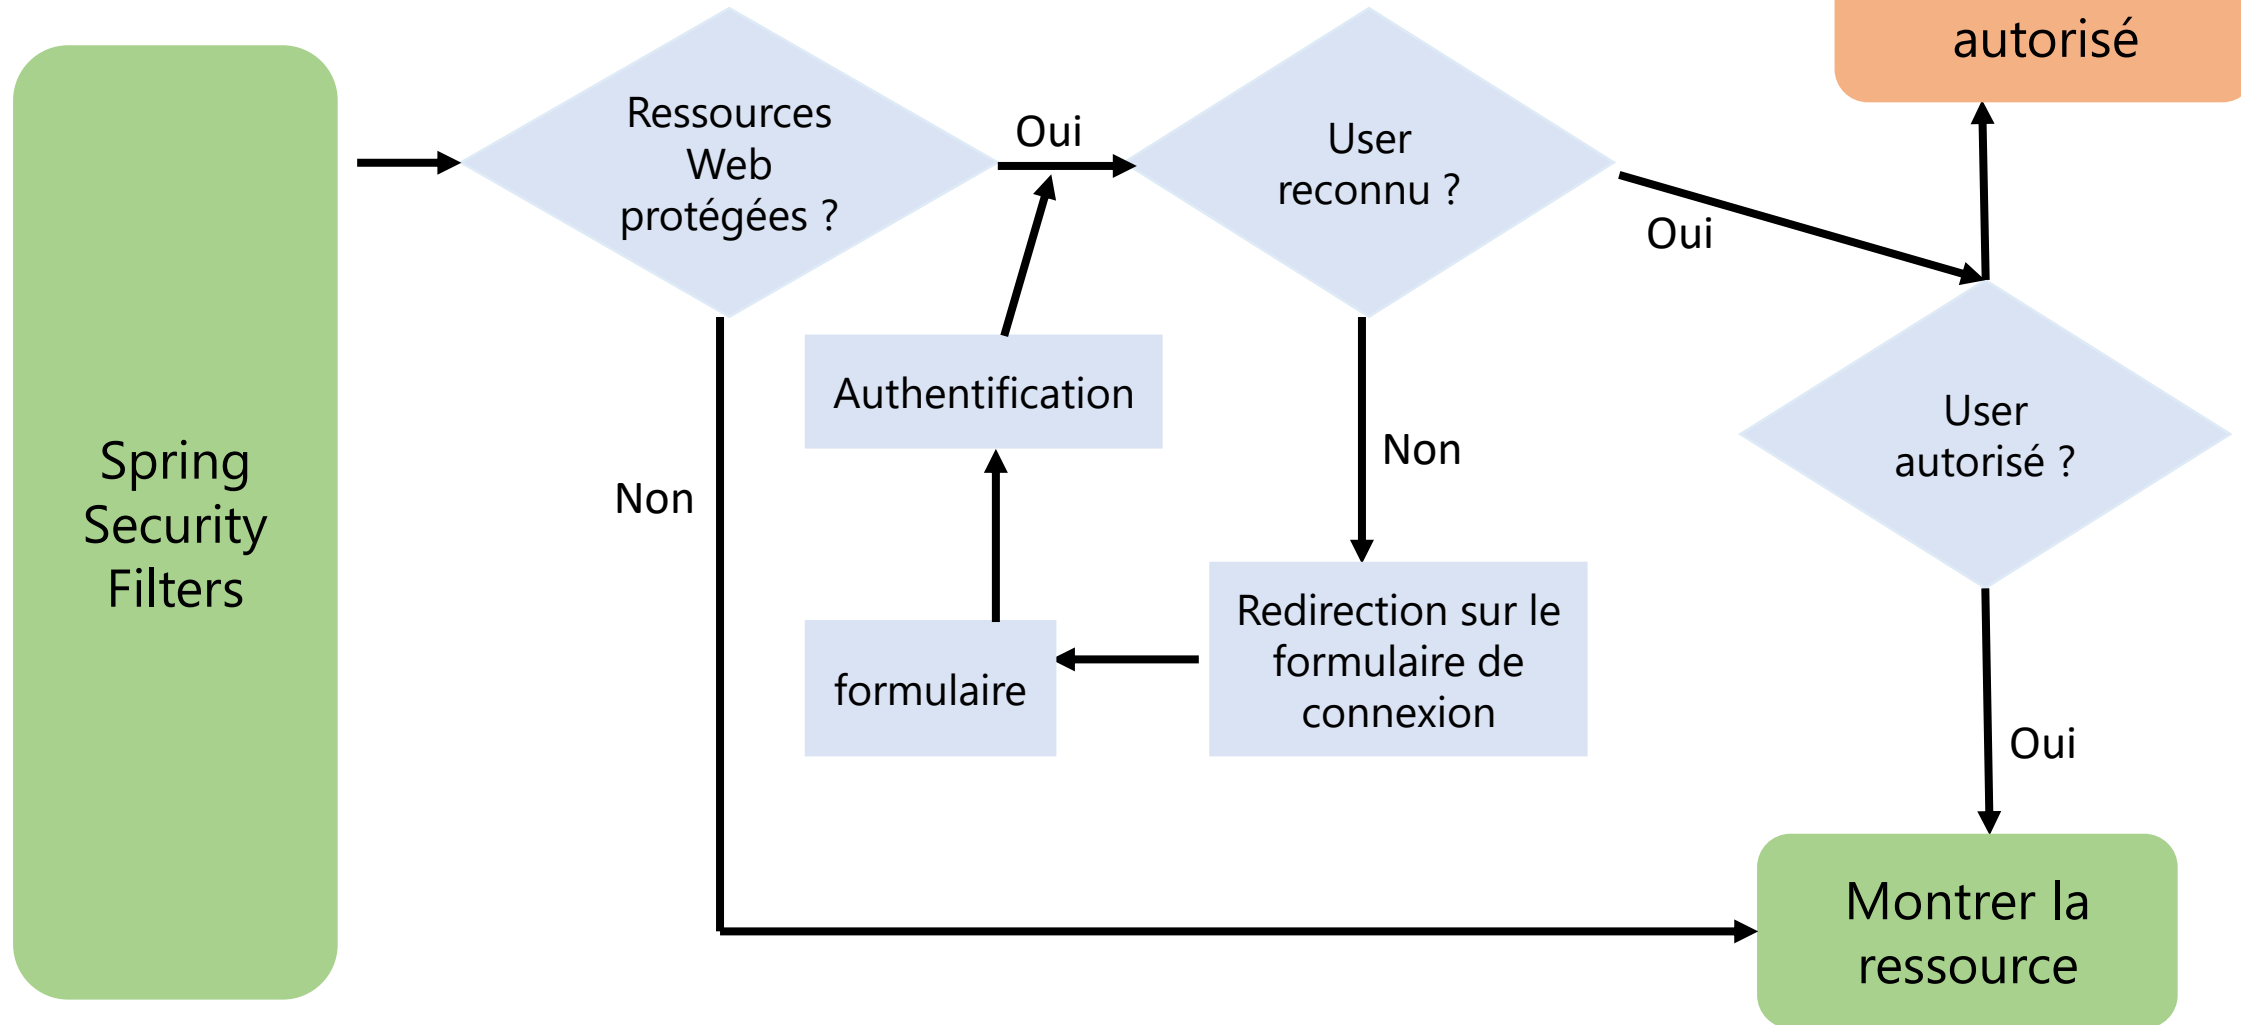 autorisé
Ressources
Web
protégées ?
Oui
User
reconnu ?
Oui
Authentification
User
autorisé ?
Non
Non
Spring
Security
Filters
Redirection sur le
formulaire de
connexion
formulaire
Oui
Montrer la
ressource